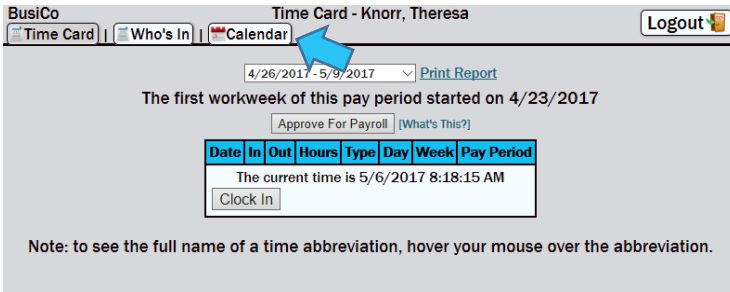 BusiCo Time Card - Knorr, Theresa Logout
Time Card | Who's In | Calendar
4/26/2017 - 5/9/2017 Print Report
The first workweek of this pay period started on 4/23/2017
Approve For Payroll [What's This?]
Date In Out Hours Type Day Week Pay Period
The current time is 5/6/2017 8:18:15 AM
Clock In
Note: to see the full name of a time abbreviation, hover your mouse over the abbreviation.